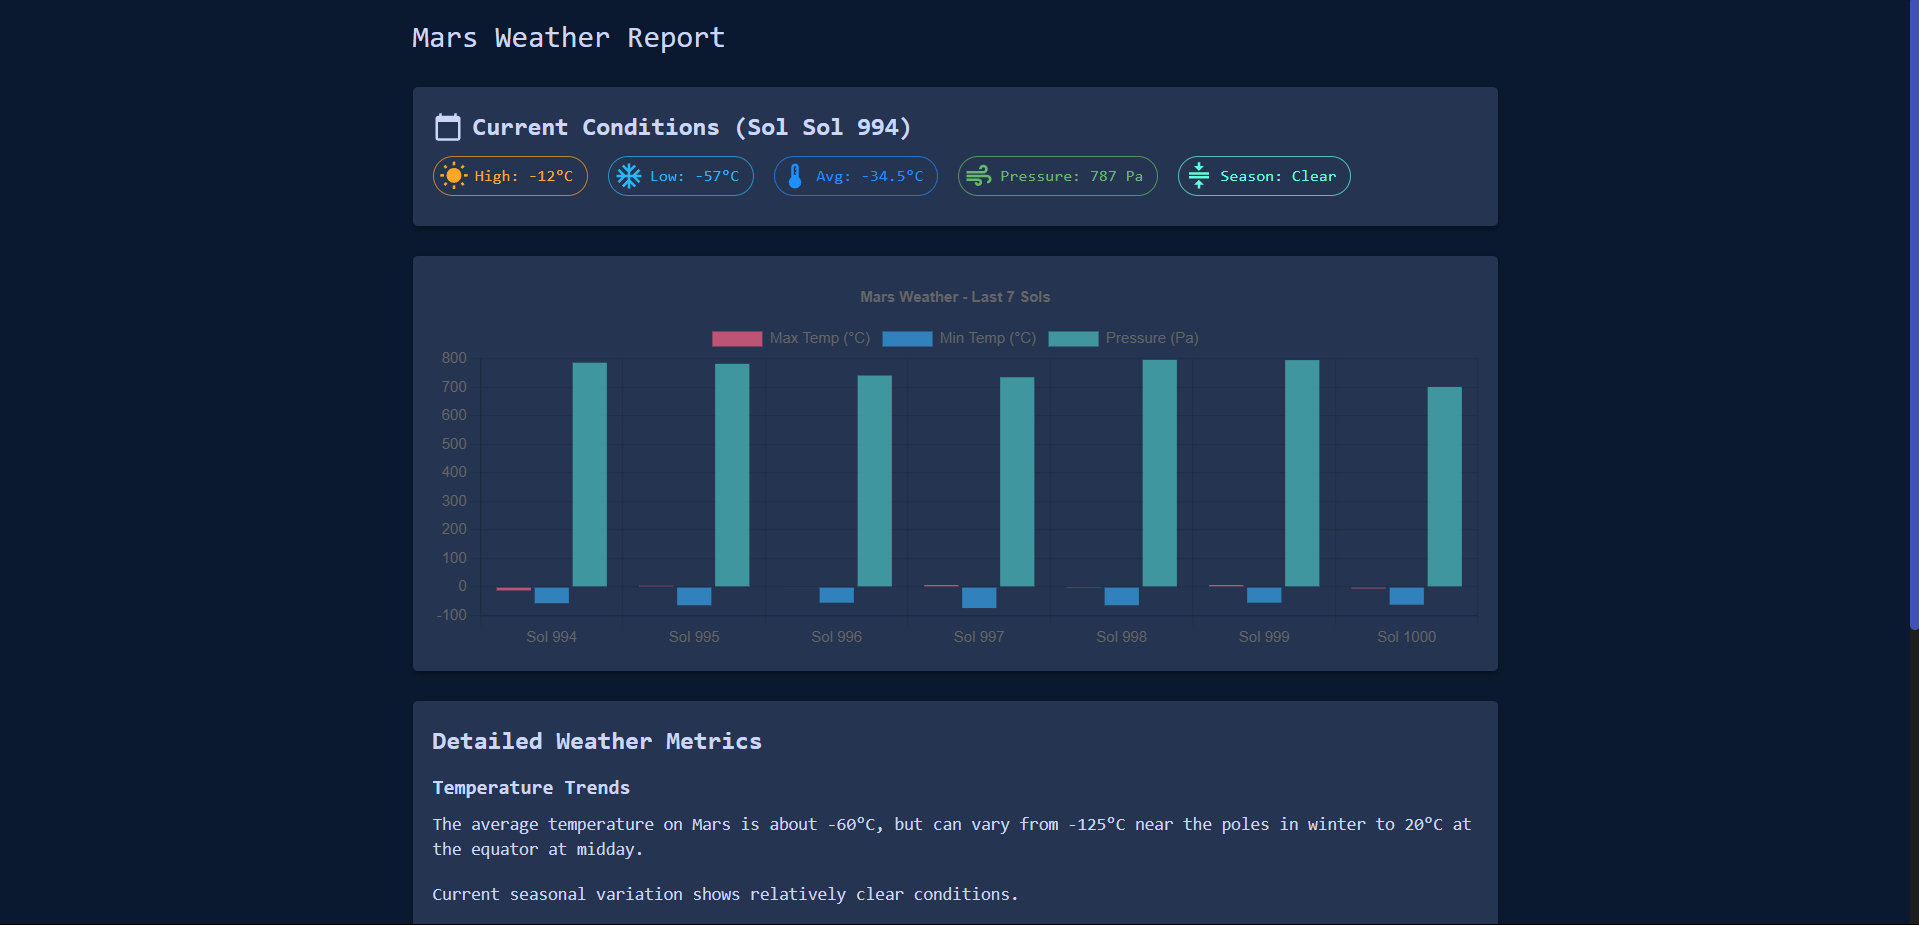 Mars Weather Report
Current Conditions (Sol Sol 994)
High: -12°C Low: -57°C Avg: -34.5°C Pressure: 787 Pa Season: Clear
Mars Weather - Last 7 Sols
Max Temp (°C) Min Temp (°C) Pressure (Pa)
800
700
600
500
400
300
200
100
0
-100
Sol 994 Sol 995 Sol 996 Sol 997 Sol 998 Sol 999 Sol 1000
Detailed Weather Metrics
Temperature Trends
The average temperature on Mars is about -60°C, but can vary from -125°C near the poles in winter to 20°C at
the equator at midday.
Current seasonal variation shows relatively clear conditions.